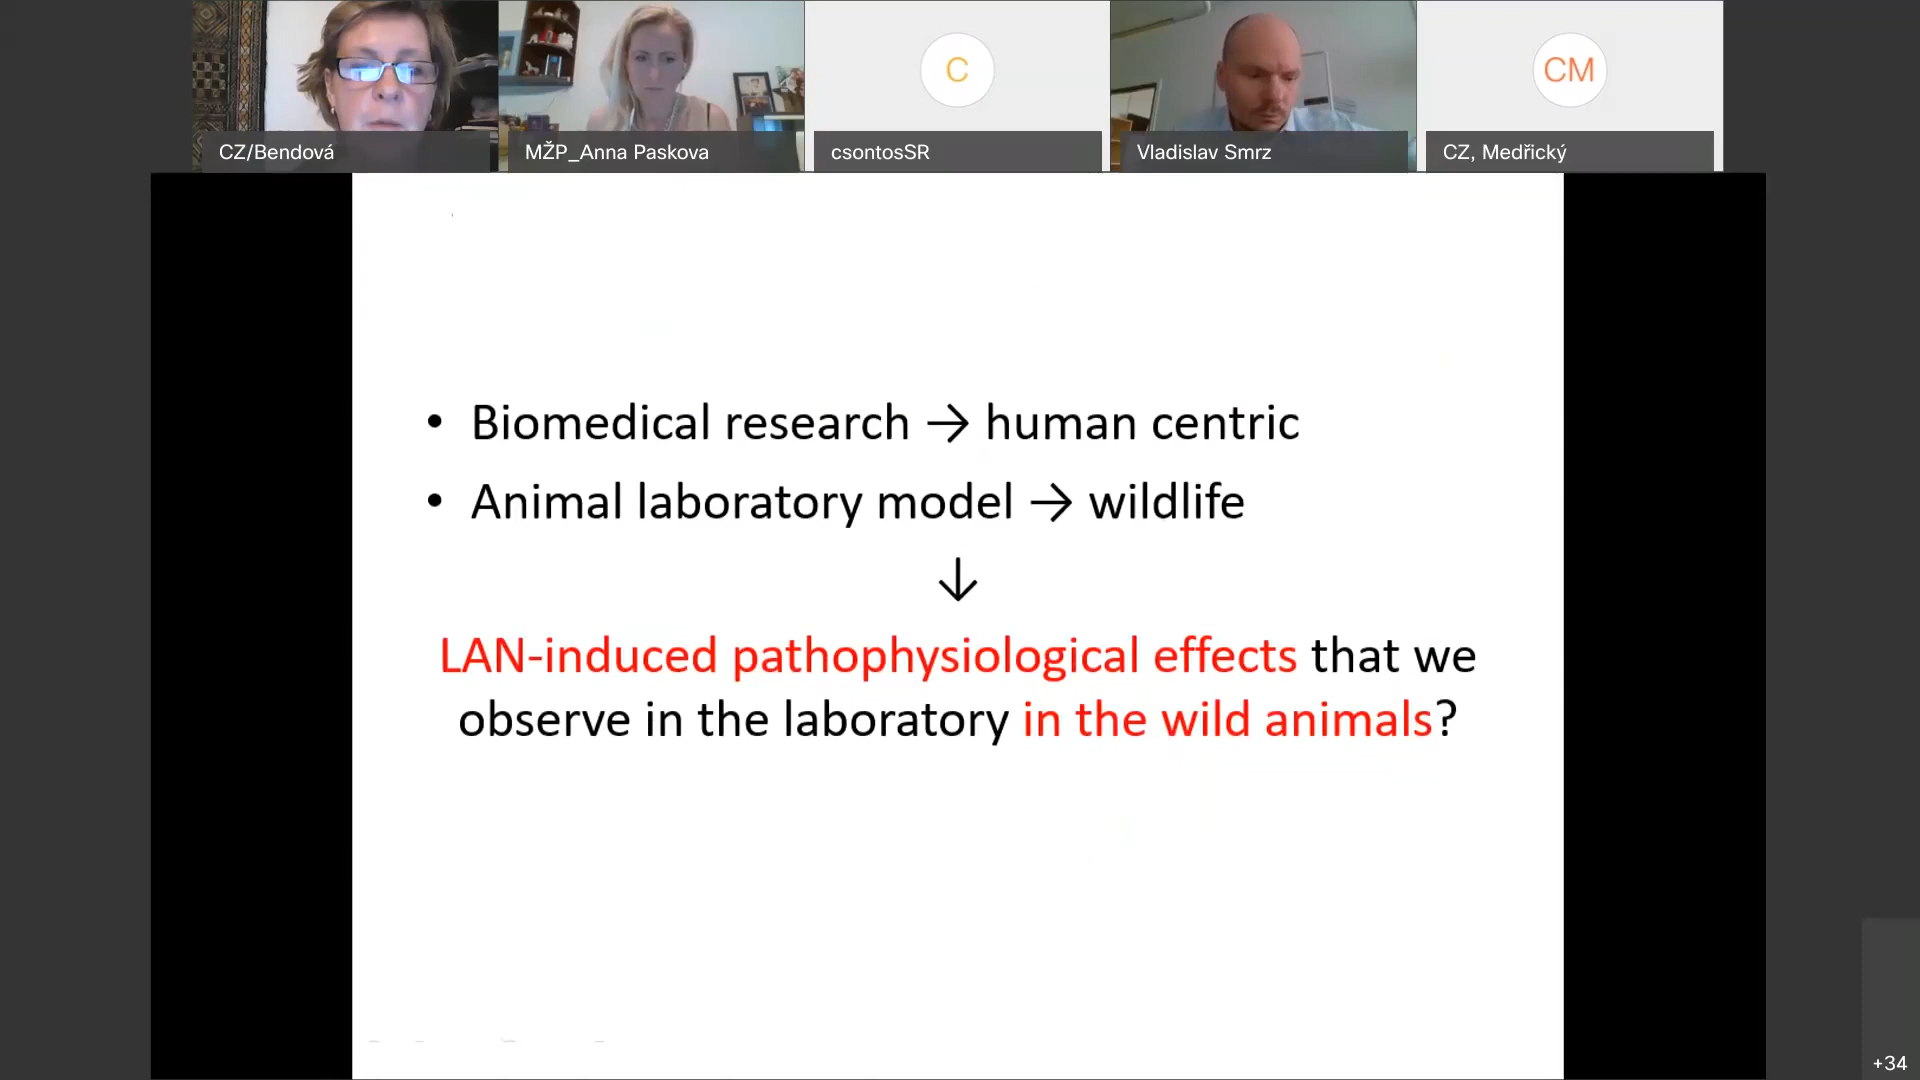 C
CM
CZ/Bendová
MŽP_Anna Paskova
csontosSR
Vladislav Smrz
CZ, Medřický
• Biomedical research → human centric
• Animal laboratory model → wildlife
↓
LAN-induced pathophysiological effects that we
observe in the laboratory in the wild animals?
+34